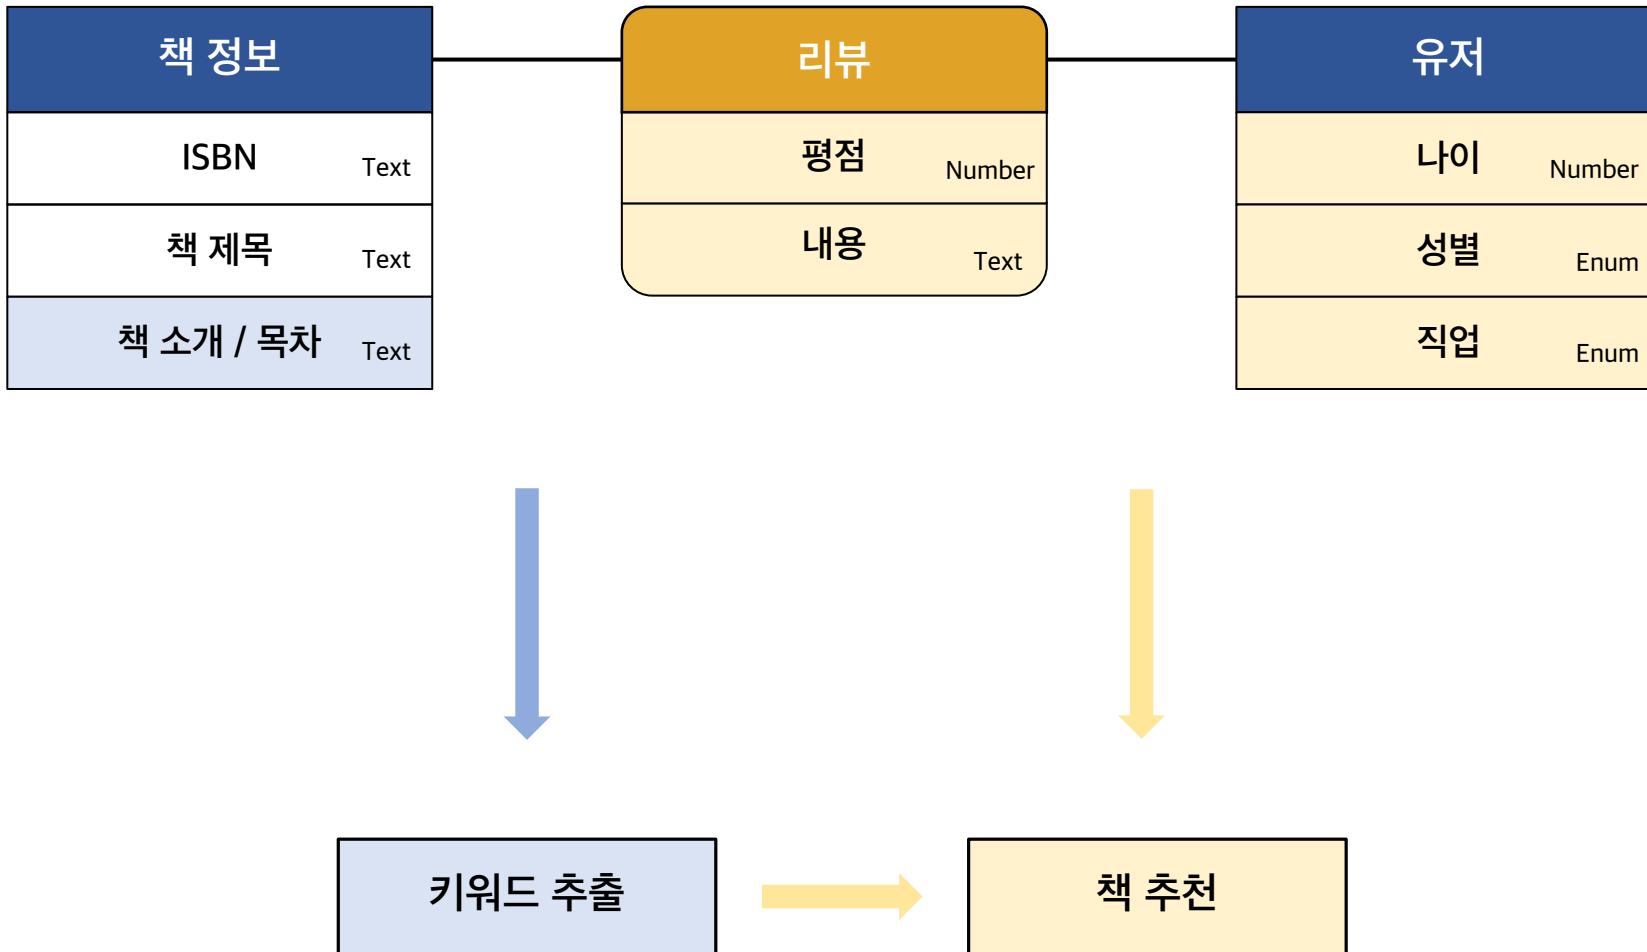 책 정보
ISBN Text
책 제목 Text
책 소개 / 목차 Text
리뷰
평점 Number
내용 Text
유저
나이 Number
성별 Enum
직업 Enum
키워드 추출
책 추천